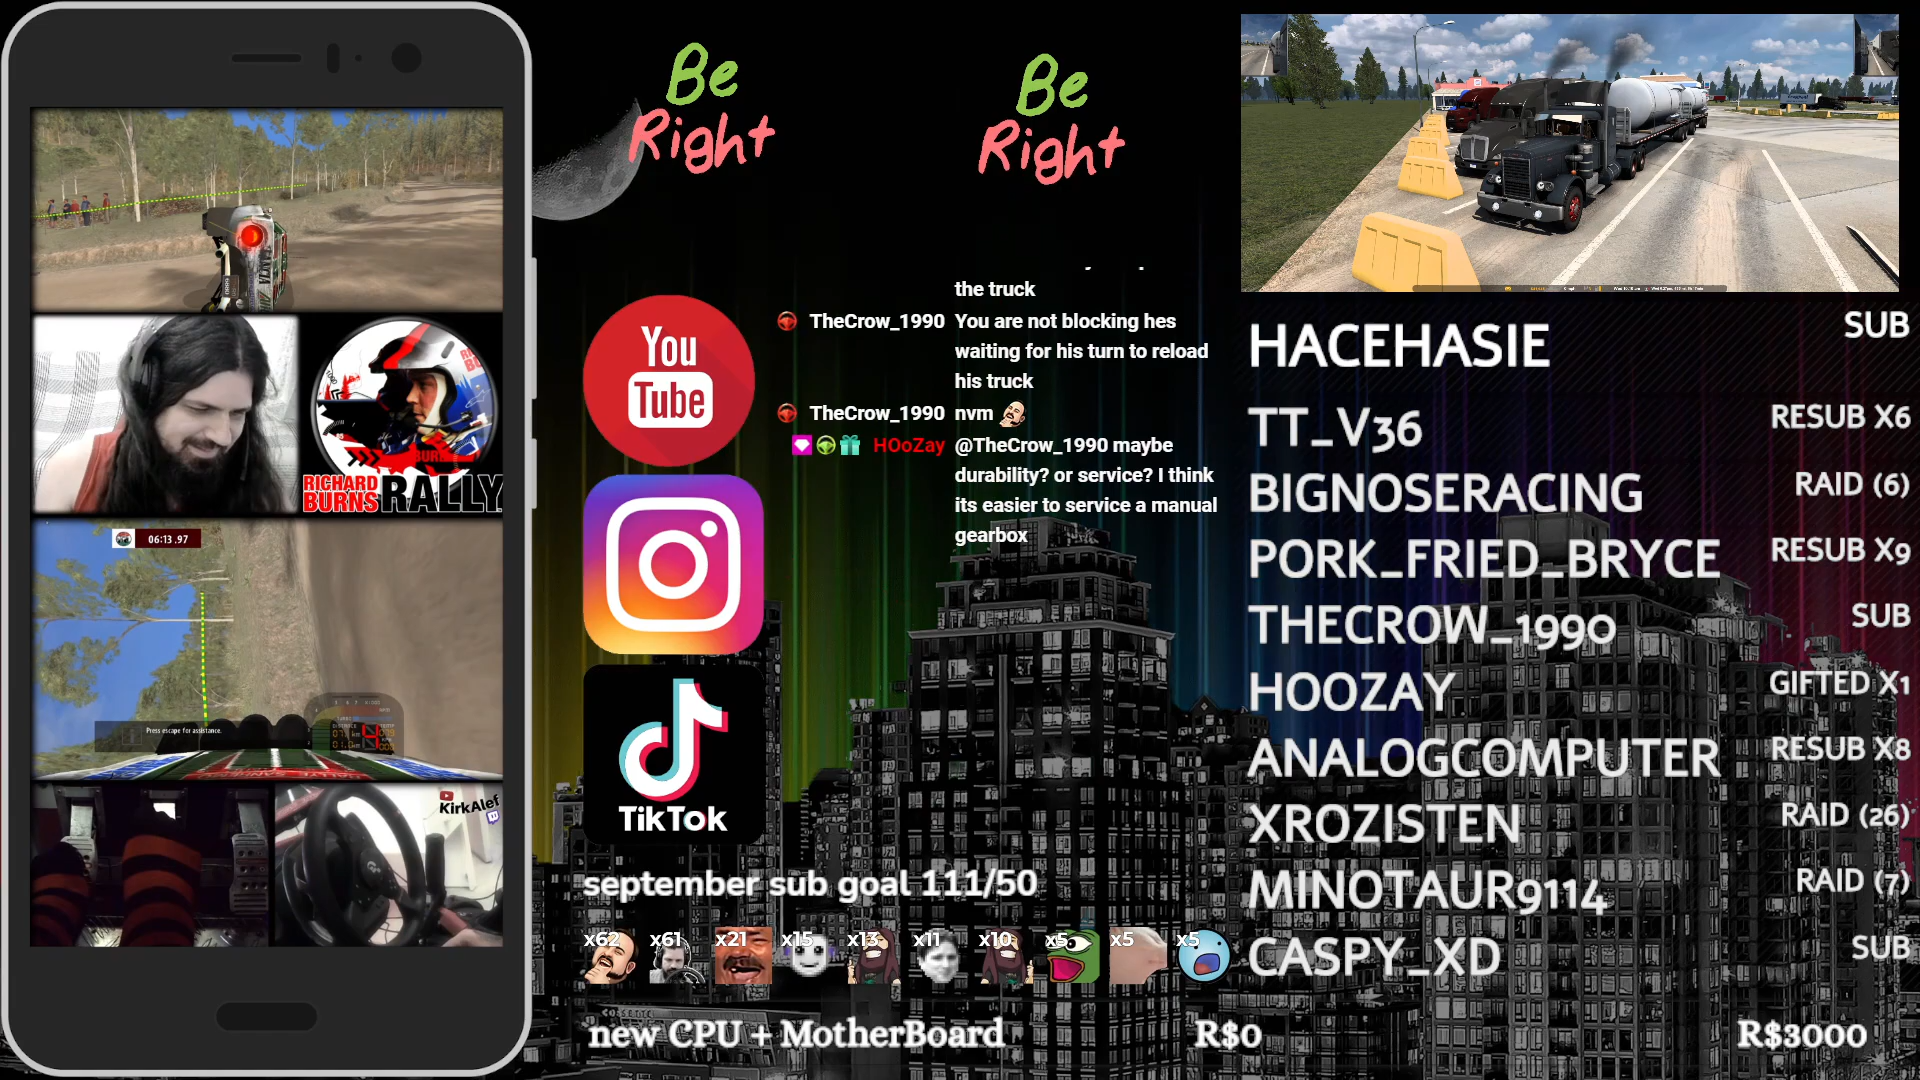 Be
Right
Be
Right
the truck
TheCrow_1990 You are not blocking hes
waiting for his turn to reload
his truck
TheCrow_1990 nvm
HOoZay @TheCrow_1990 maybe
durability? or service? I think
its easier to service a manual
gearbox
You
Tube
TikTok
RICHARD
BURNS RALLY
06:13 .97
Press escape for assistance.
KirkAlef
HACEHASIE SUB
TT_V36 RESUB X6
BIGNOSERACING RAID (6)
PORK_FRIED_BRYCE RESUB X9
THECROW_1990 SUB
HOOZAY GIFTED X1
ANALOGCOMPUTER RESUB X8
XROZISTEN RAID (26)
MINOTAUR9114 RAID (7)
CASPY_XD SUB
september sub goal 111/50
x62 x61 x21 x15 x13 x11 x10 x5 x5 x5
new CPU + MotherBoard R$0 R$3000